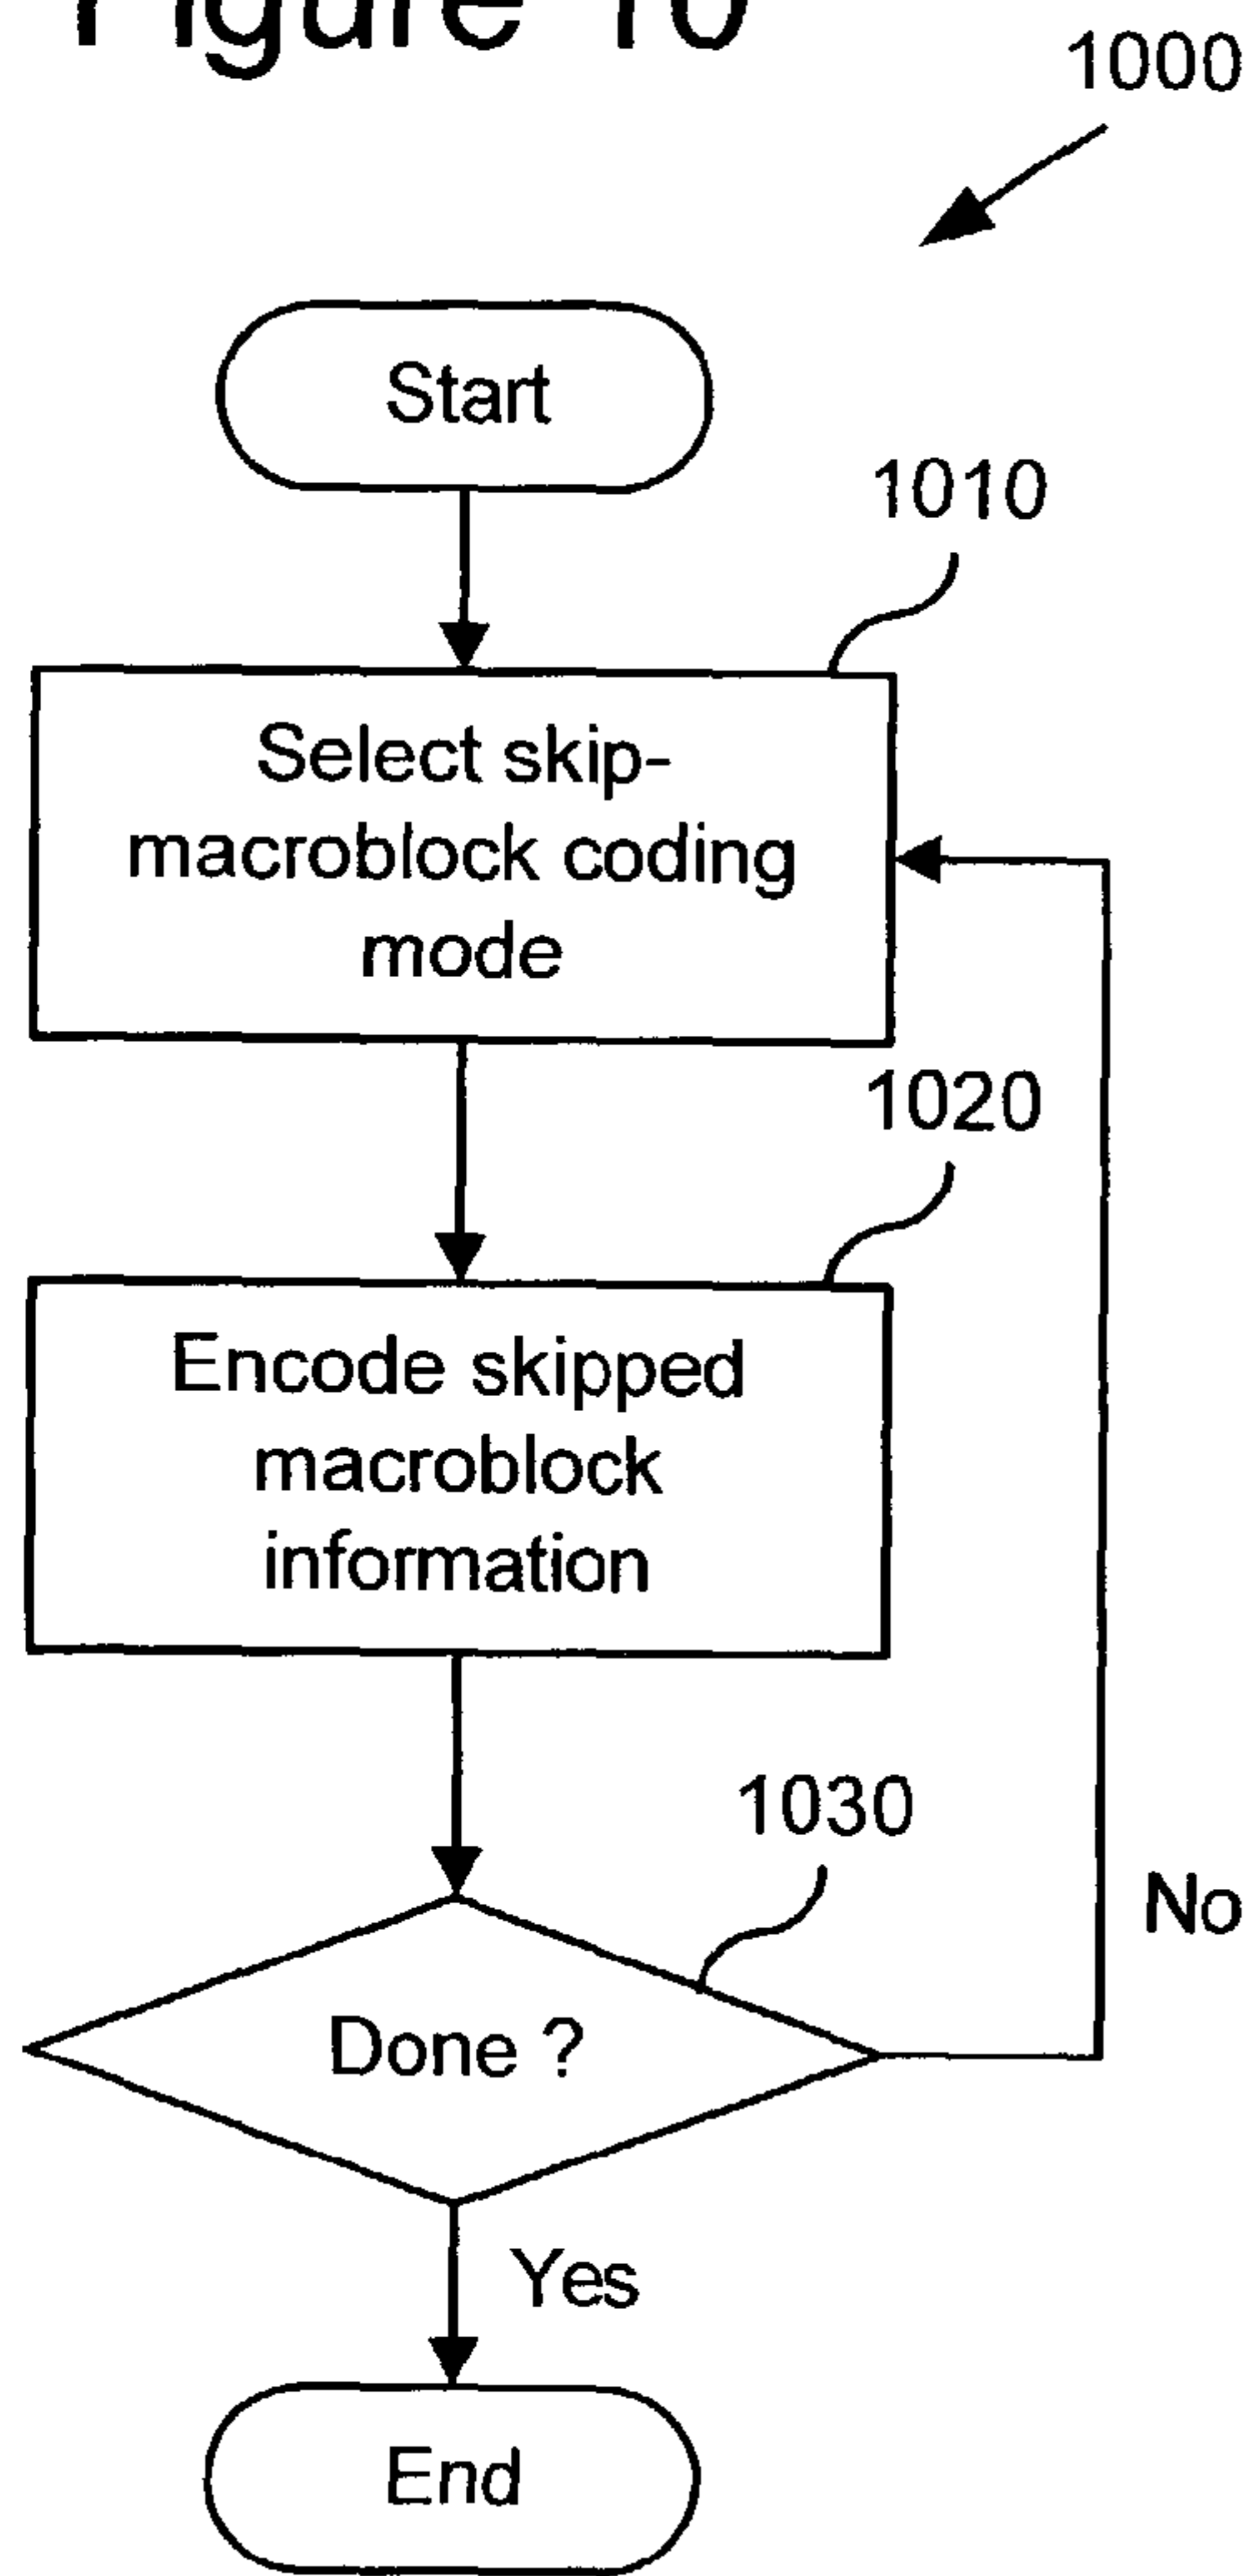 Figure 10
1000
Start
1010
Select skip-
macroblock coding
mode
1020
Encode skipped
macroblock
information
1030
Done ?
No
Yes
End